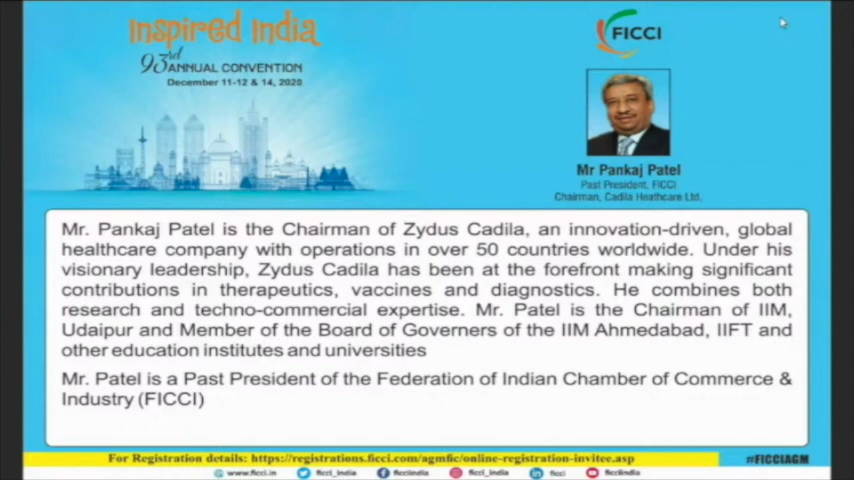 Inspired India
93rd ANNUAL CONVENTION
December 11-12 & 14, 2020
FICCI
Mr Pankaj Patel
Past President, FICCI
Chairman, Cadila Heathcare Ltd.
Mr. Pankaj Patel is the Chairman of Zydus Cadila, an innovation-driven, global
healthcare company with operations in over 50 countries worldwide. Under his
visionary leadership, Zydus Cadila has been at the forefront making significant
contributions in therapeutics, vaccines and diagnostics. He combines both
research and techno-commercial expertise. Mr. Patel is the Chairman of IIM,
Udaipur and Member of the Board of Governers of the IIM Ahmedabad, IIFT and
other education institutes and universities
Mr. Patel is a Past President of the Federation of Indian Chamber of Commerce &
Industry (FICCI)
For Registration details: https://registrations.ficci.com/agmfic/online-registration-invitee.asp
#FICCIAGM
www.ficci.in ficci_india ficciindia ficci_india ficci ficciindia